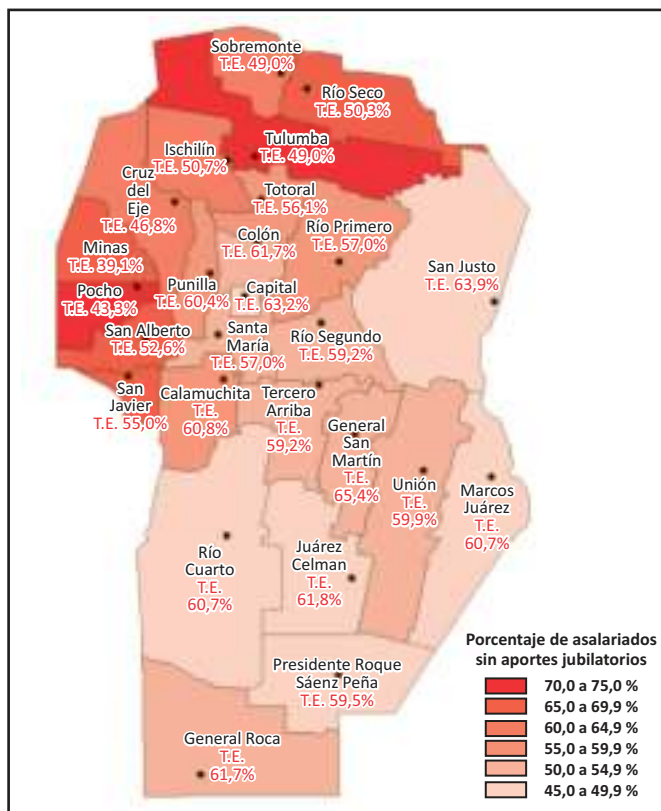 Sobremonte
T.E. 49,0%
Río Seco
T.E. 50,3%
Tulumba
T.E. 49,0%
Ischilín
T.E. 50,7%
Cruz
del
Eje
T.E. 46,8%
Totoral
T.E. 56,1%
Colón
T.E. 61,7%
Río Primero
T.E. 57,0%
Minas
T.E. 39,1%
San Justo
T.E. 63,9%
Pocho
T.E. 43,3%
Punilla
T.E. 60,4%
Capital
T.E. 63,2%
San Alberto
T.E. 52,6%
Santa
María
T.E. 57,0%
Río Segundo
T.E. 59,2%
San
Javier
T.E. 55,0%
Calamuchita
T.E.
60,8%
Tercero
Arriba
T.E.
59,2%
General
San
Martín
T.E.
65,4%
Unión
T.E.
59,9%
Marcos
Juárez
T.E.
60,7%
Río
Cuarto
T.E.
60,7%
Juárez
Celman
T.E.
61,8%
Presidente Roque
Sáenz Peña
T.E. 59,5%
General Roca
T.E.
61,7%
Porcentaje de asalariados
sin aportes jubilatorios
70,0 a 75,0 %
65,0 a 69,9 %
60,0 a 64,9 %
55,0 a 59,9 %
50,0 a 54,9 %
45,0 a 49,9 %